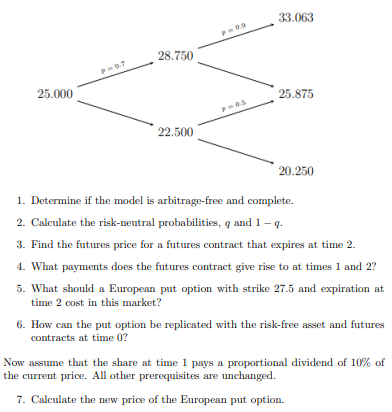 33.063
p = 0.9
28.750
p = 0.7
25.000
25.875
p = 0.5
22.500
20.250
1. Determine if the model is arbitrage-free and complete.
2. Calculate the risk-neutral probabilities, q and 1 − q.
3. Find the futures price for a futures contract that expires at time 2.
4. What payments does the futures contract give rise to at times 1 and 2?
5. What should a European put option with strike 27.5 and expiration at
time 2 cost in this market?
6. How can the put option be replicated with the risk-free asset and futures
contracts at time 0?
Now assume that the share at time 1 pays a proportional dividend of 10% of
the current price. All other prerequisites are unchanged.
7. Calculate the new price of the European put option.